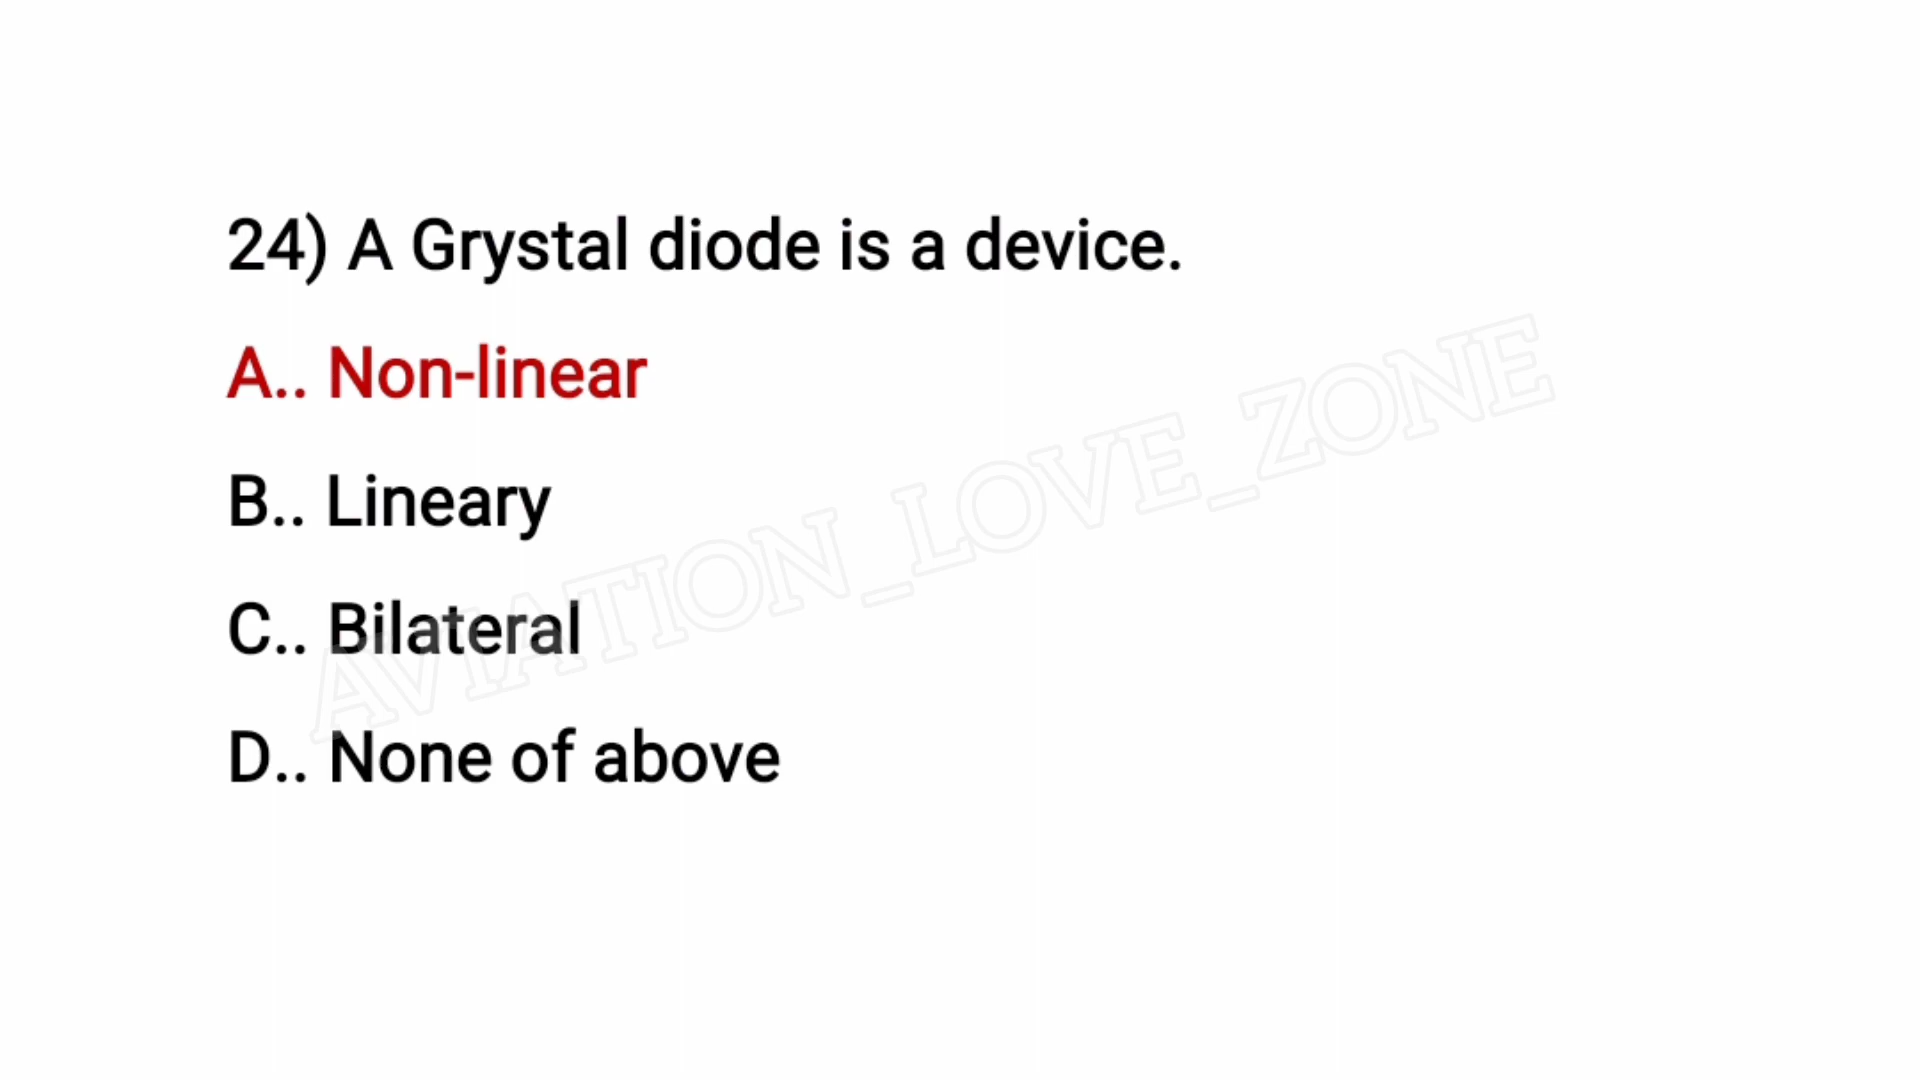 24) A Grystal diode is a device.
A.. Non-linear
B.. Lineary
C.. Bilateral
D.. None of above
AVIATION_LOVE_ZONE